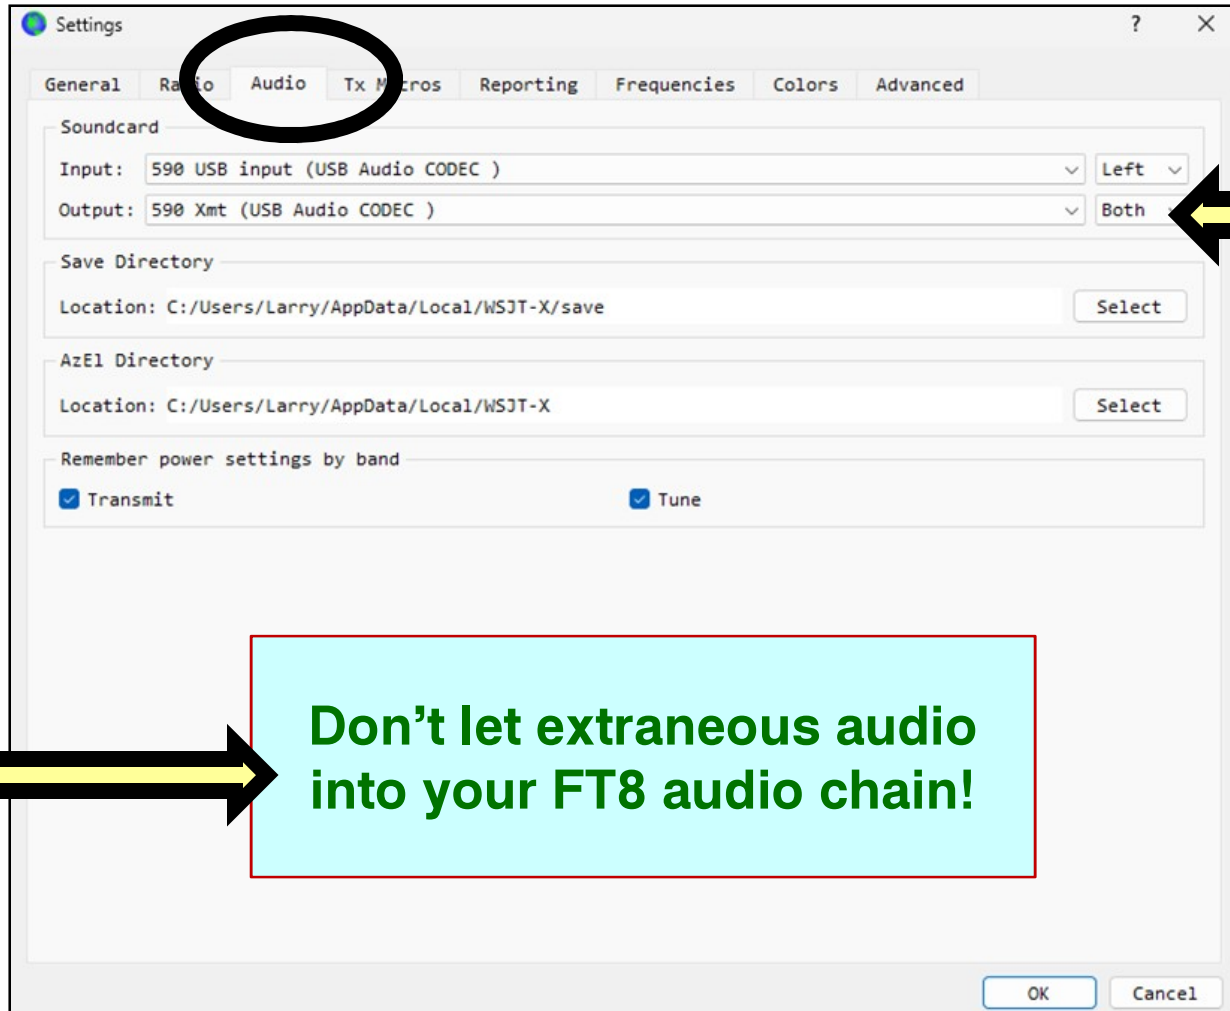 Settings
?
General Radio Audio Tx Macros Reporting Frequencies Colors Advanced
Soundcard
Input: 590 USB input (USB Audio CODEC ) Left
Output: 590 Xmt (USB Audio CODEC ) Both
Save Directory
Location: C:/Users/Larry/AppData/Local/WSJT-X/save Select
AzEl Directory
Location: C:/Users/Larry/AppData/Local/WSJT-X Select
Remember power settings by band
Transmit Tune
Don’t let extraneous audio
into your FT8 audio chain!
OK Cancel